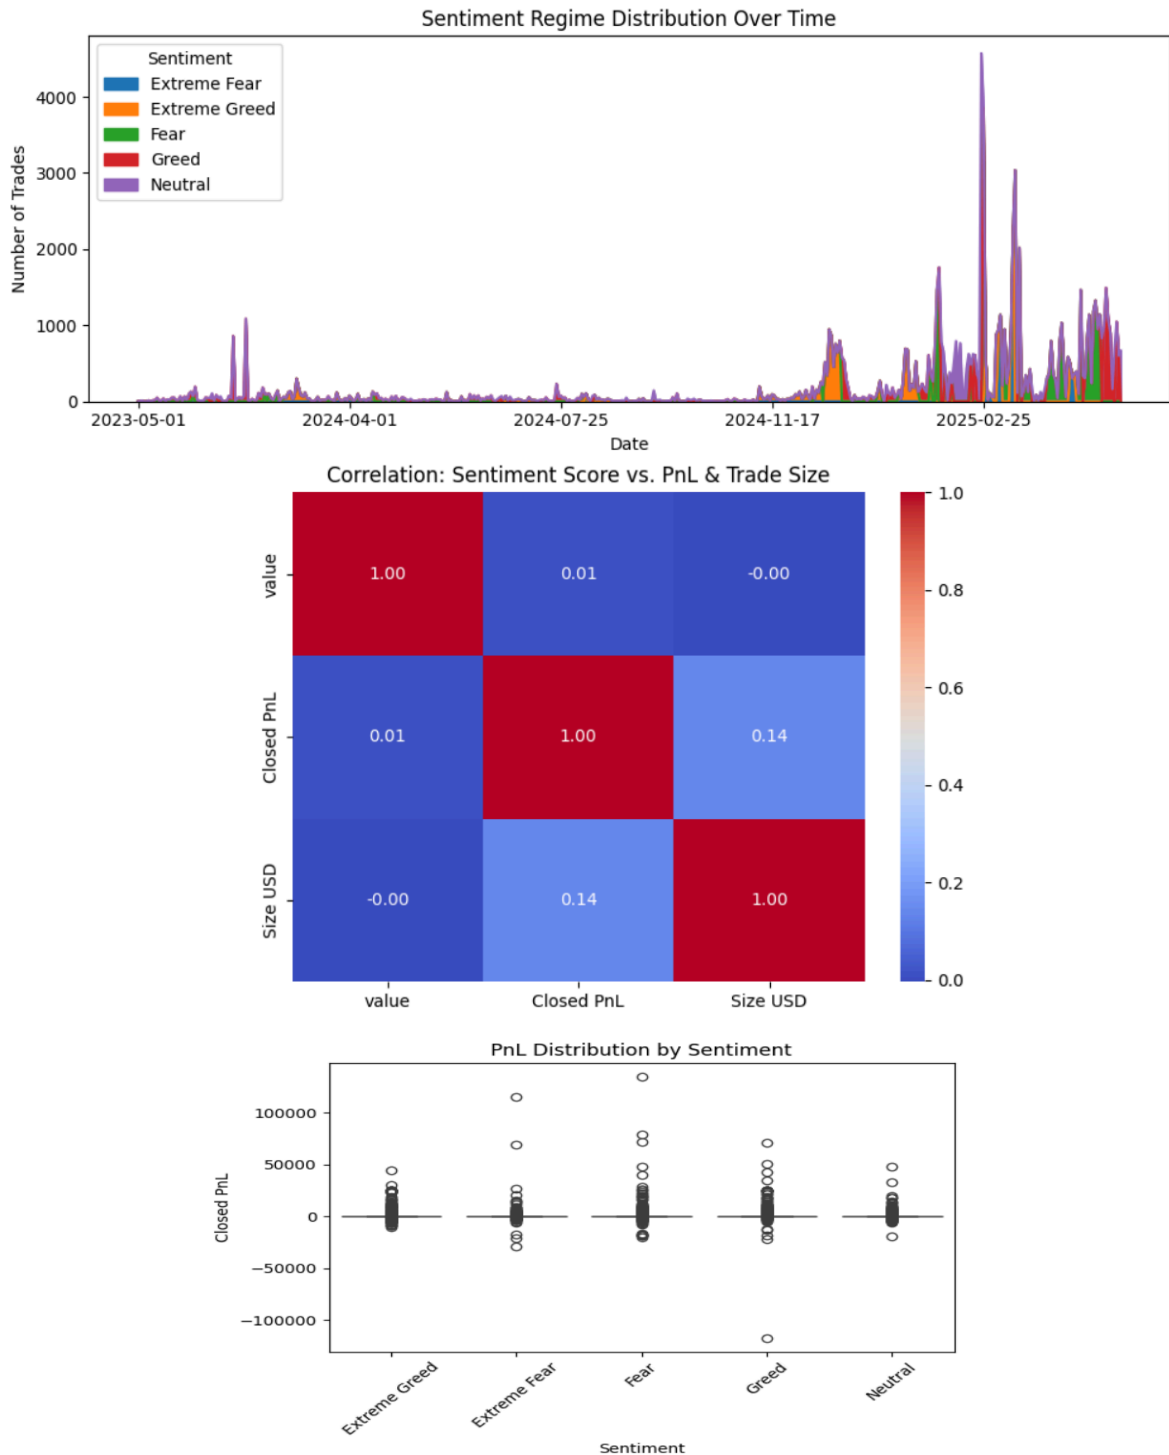 Sentiment Regime Distribution Over Time
Sentiment
Extreme Fear
Extreme Greed
Fear
Greed
Neutral
Number of Trades
4000
3000
2000
1000
0
2023-05-01 2024-04-01 2024-07-25 2024-11-17 2025-02-25
Date
Correlation: Sentiment Score vs. PnL & Trade Size
value
1.00 0.01 -0.00
Closed PnL
0.01 1.00 0.14
Size USD
-0.00 0.14 1.00
value Closed PnL Size USD
1.0
0.8
0.6
0.4
0.2
0.0
PnL Distribution by Sentiment
Closed PnL
100000
50000
0
−50000
−100000
Extreme Greed
Extreme Fear
Fear
Greed
Neutral
Sentiment